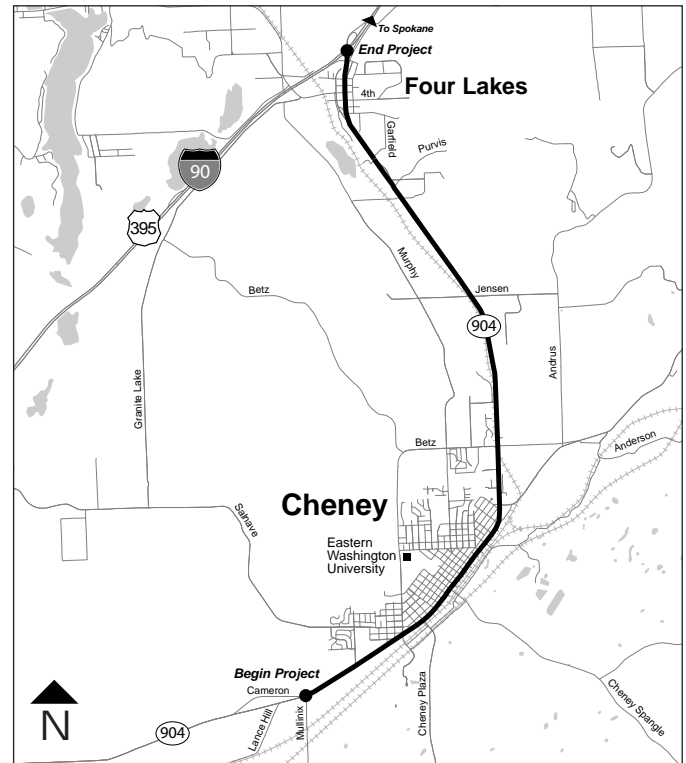 To Spokane
End Project
Four Lakes
4th
Garfield
Purvis
90
395
Murphy
Betz
Jensen
904
Granite Lake
Andrus
Betz
Anderson
Cheney
Salnave
Eastern
Washington
University
Begin Project
Cameron
Lance Hill
Mullinix
Cheney Plaza
Cheney Spangle
N
904